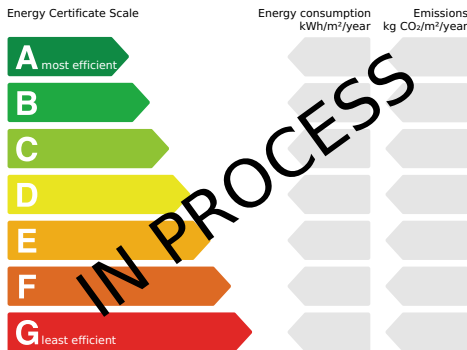 Energy Certificate Scale
Energy consumption
kWh/m²/year
Emissions
kg CO₂/m²/year
A most efficient
B
C
D
E
F
G least efficient
IN PROCESS